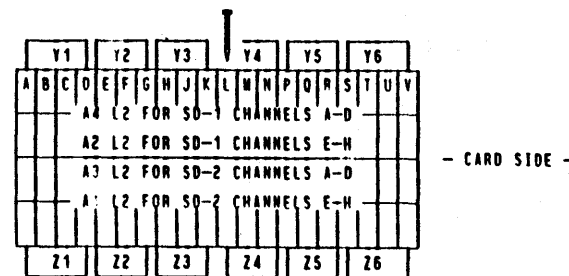 Y1 Y2 Y3 Y4 Y5 Y6
A B C D E F G H J K L M N P Q R S T U V
A4 L2 FOR SD-1 CHANNELS A-D
A2 L2 FOR SD-1 CHANNELS E-H
- CARD SIDE -
A3 L2 FOR SD-2 CHANNELS A-D
A1 L2 FOR SD-2 CHANNELS E-H
Z1 Z2 Z3 Z4 Z5 Z6